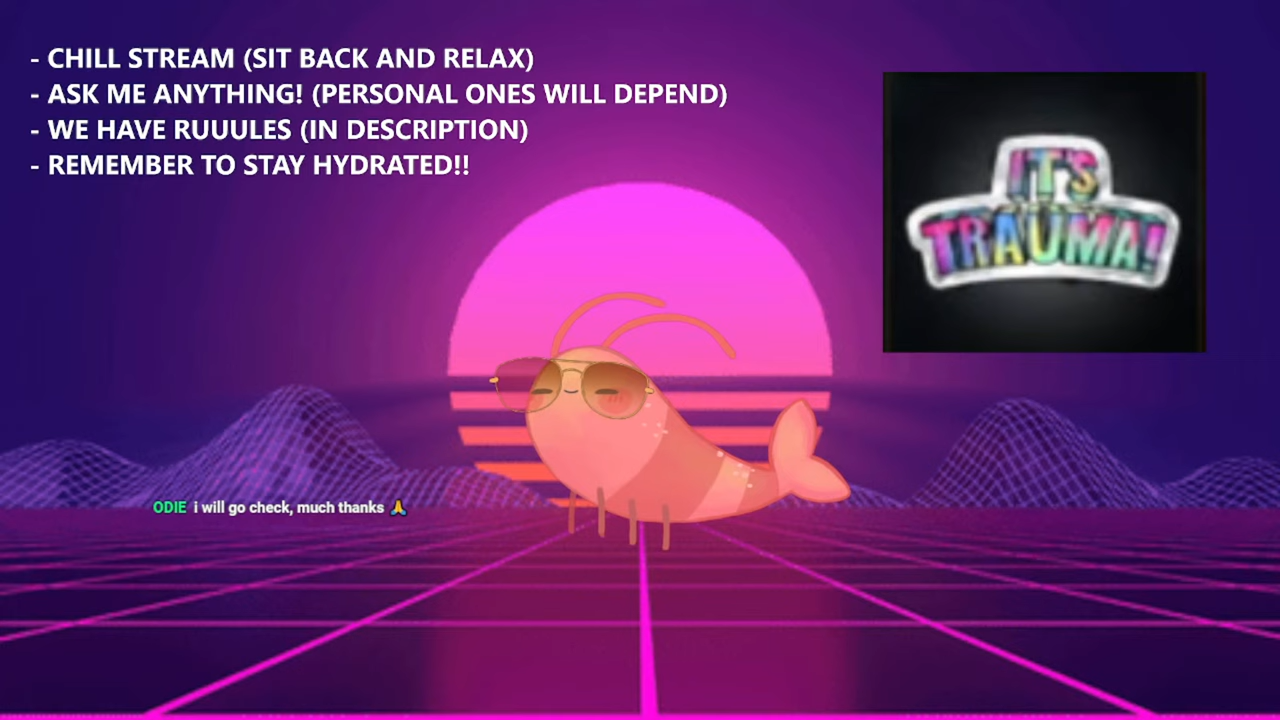 - CHILL STREAM (SIT BACK AND RELAX)
- ASK ME ANYTHING! (PERSONAL ONES WILL DEPEND)
- WE HAVE RUUULES (IN DESCRIPTION)
- REMEMBER TO STAY HYDRATED!!
IT'S
TRAUMA!
ODIE i will go check, much thanks 🙏